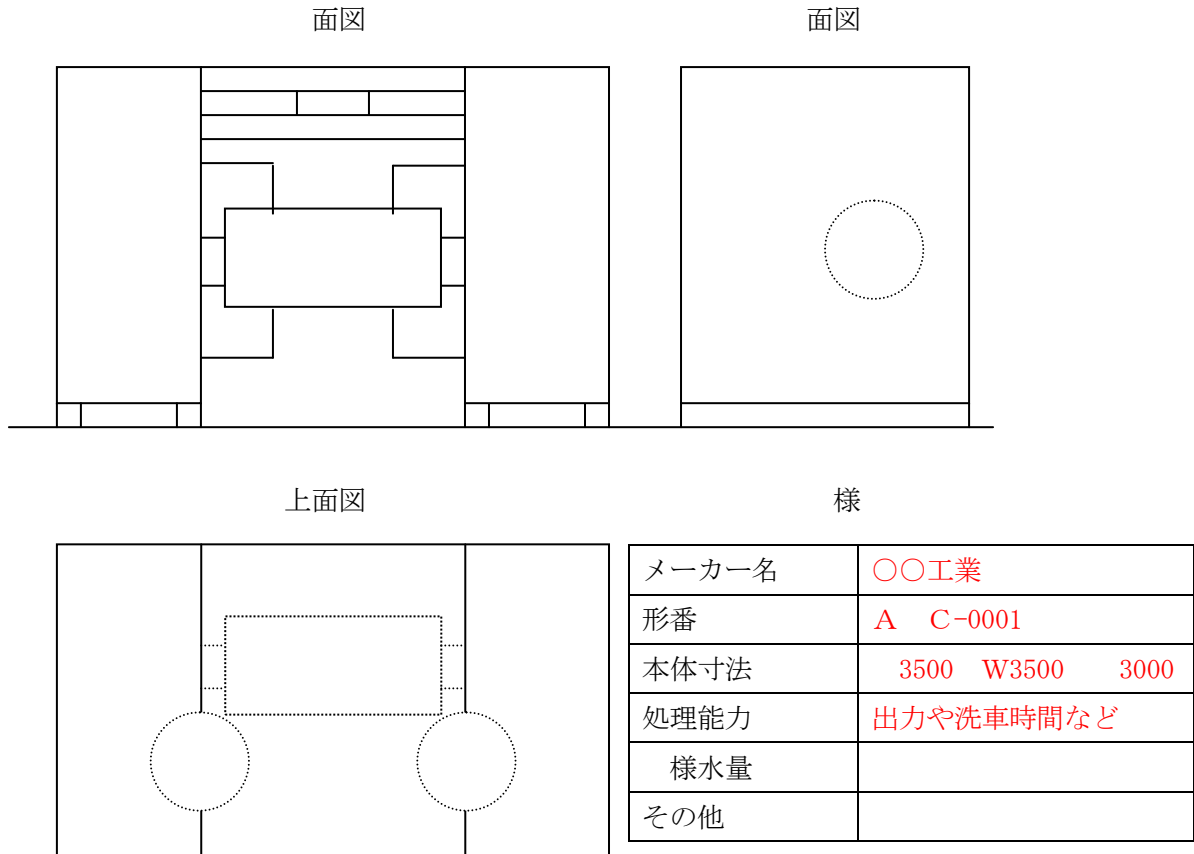 面図
面図
上面図
様
メーカー名 ○○工業
形番 Ａ Ｃ-0001
本体寸法 3500 W3500 3000
処理能力 出力や洗車時間など
様水量
その他